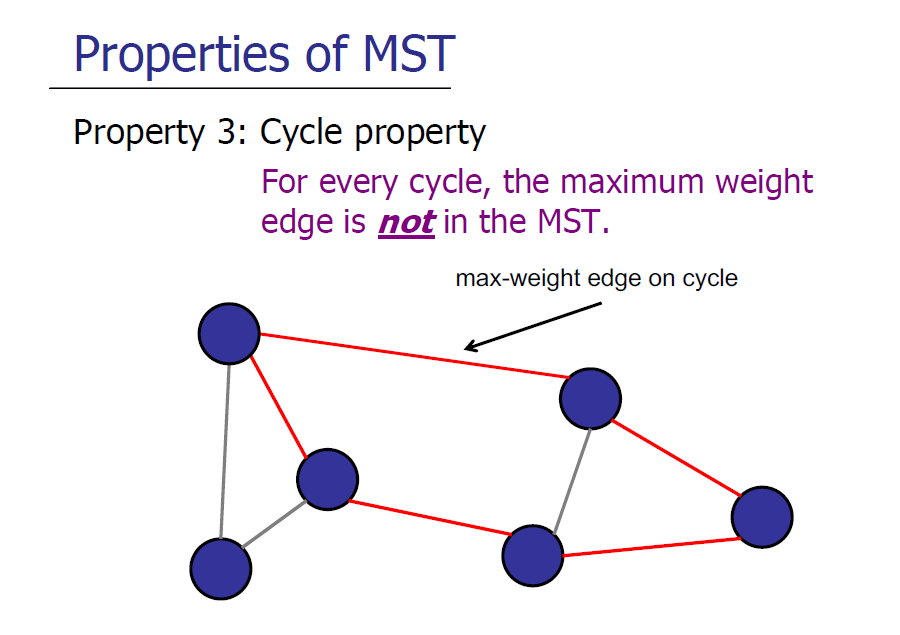 Properties of MST
Property 3: Cycle property
For every cycle, the maximum weight
edge is not in the MST.
max-weight edge on cycle